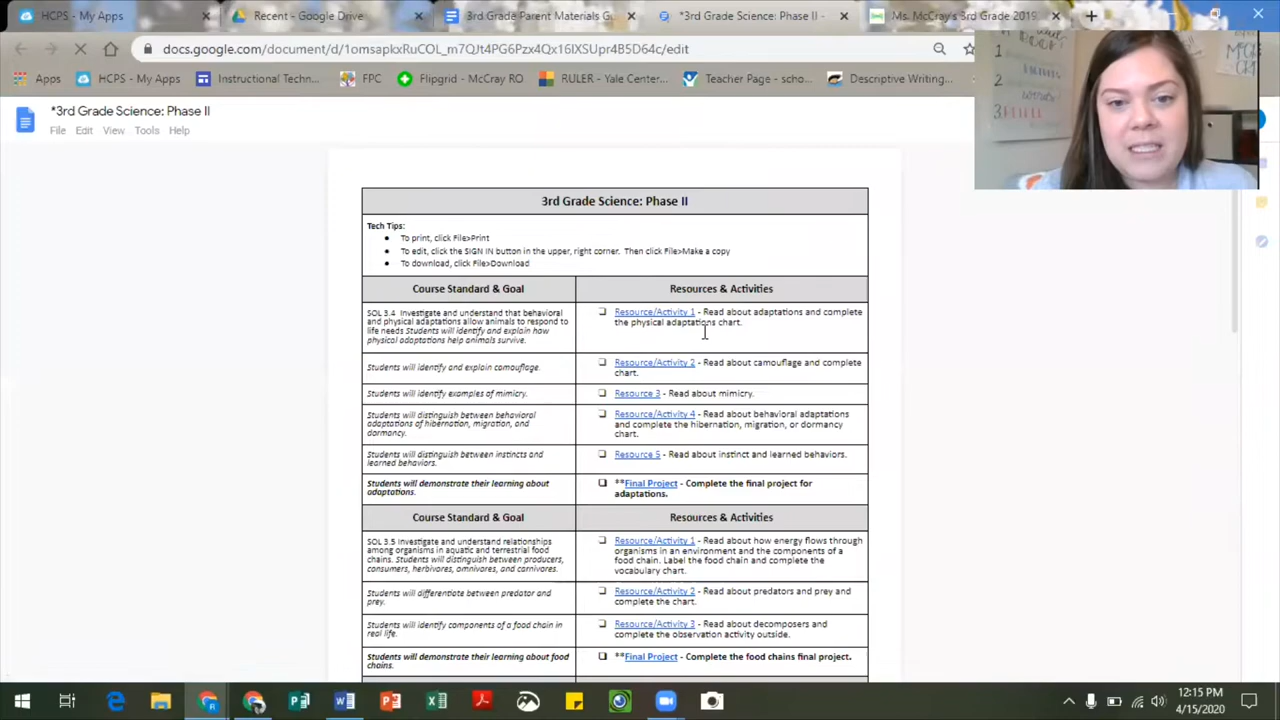 HCPS - My Apps
Recent - Google Drive
3rd Grade Parent Materials Gu
*3rd Grade Science: Phase II -
Ms. McCray's 3rd Grade 2019
docs.google.com/document/d/1omsapkxRuCOL_m7QJt4PG6Pzx4Qx16IXSUpr4B5D64c/edit
Apps
HCPS - My Apps
Instructional Techn...
FPC
Flipgrid - McCray RO
RULER - Yale Center...
Teacher Page - scho...
Descriptive Writing...
*3rd Grade Science: Phase II
File Edit View Tools Help
3rd Grade Science: Phase II
Tech Tips:
● To print, click File>Print
● To edit, click the SIGN IN button in the upper, right corner. Then click File>Make a copy
● To download, click File>Download
Course Standard & Goal
Resources & Activities
SOL 3.4 Investigate and understand that behavioral
and physical adaptations allow animals to respond to
life needs Students will identify and explain how
physical adaptations help animals survive.
Resource/Activity 1 - Read about adaptations and complete
the physical adaptations chart.
Students will identify and explain camouflage.
Resource/Activity 2 - Read about camouflage and complete
chart.
Students will identify examples of mimicry.
Resource 3 - Read about mimicry.
Students will distinguish between behavioral
adaptations of hibernation, migration, and
dormancy.
Resource/Activity 4 - Read about behavioral adaptations
and complete the hibernation, migration, or dormancy
chart.
Students will distinguish between instincts and
learned behaviors.
Resource 5 - Read about instinct and learned behaviors.
Students will demonstrate their learning about
adaptations.
**Final Project - Complete the final project for
adaptations.
Course Standard & Goal
Resources & Activities
SOL 3.5 Investigate and understand relationships
among organisms in aquatic and terrestrial food
chains. Students will distinguish between producers,
consumers, herbivores, omnivores, and carnivores.
Resource/Activity 1 - Read about how energy flows through
organisms in an environment and the components of a
food chain. Label the food chain and complete the
vocabulary chart.
Students will differentiate between predator and
prey.
Resource/Activity 2 - Read about predators and prey and
complete the chart.
Students will identify components of a food chain in
real life.
Resource/Activity 3 - Read about decomposers and
complete the observation activity outside.
Students will demonstrate their learning about food
chains.
**Final Project - Complete the food chains final project.
12:15 PM
4/15/2020